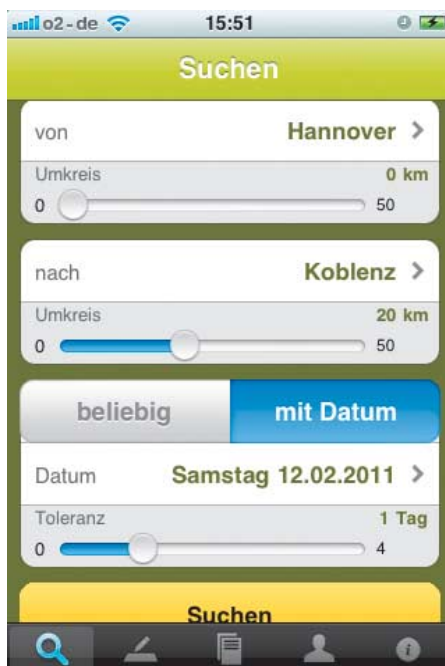 o2-de 15:51
Suchen
von Hannover
Umkreis 0 km
0 50
nach Koblenz
Umkreis 20 km
0 50
beliebig mit Datum
Datum Samstag 12.02.2011
Toleranz 1 Tag
0 4
Suchen